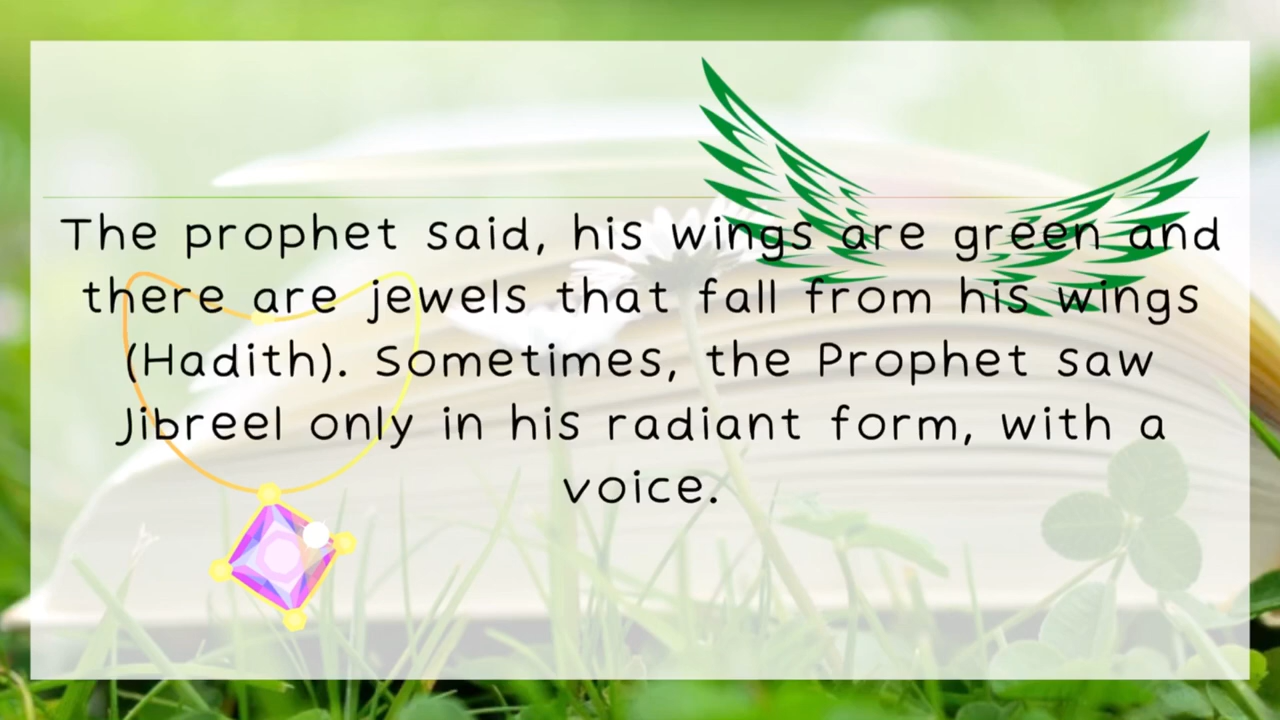 The prophet said, his wings are green and
there are jewels that fall from his wings
(Hadith). Sometimes, the Prophet saw
Jibreel only in his radiant form, with a
voice.